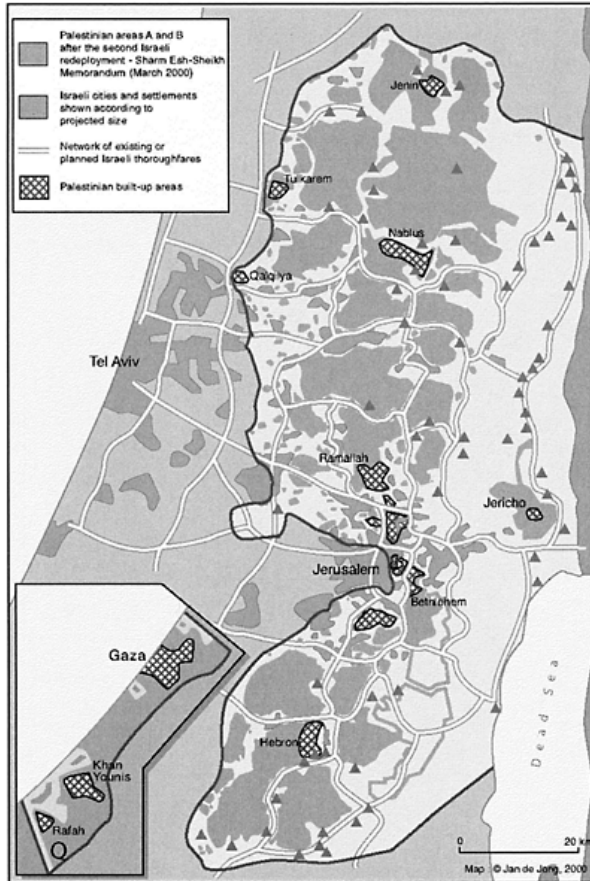 Palestinian areas A and B
after the second Israeli
redeployment - Sharm Esh-Sheikh
Memorandum (March 2000)
Israeli cities and settlements
shown according to
projected size
Network of existing or
planned Israeli thoroughfares
Palestinian built-up areas
Jenin
Tulkarem
Nablus
Qalqilya
Tel Aviv
Ramallah
Jericho
Jerusalem
Bethlehem
Gaza
Hebron
Khan
Younis
Rafah
Q
Dead Sea
0 20 km
Map : © Jan de Jong, 2000